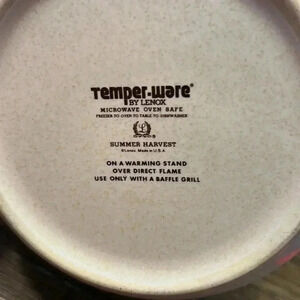 Temper-ware®
BY LENOX
MICROWAVE OVEN SAFE
FREEZER-TO-OVEN-TO-TABLE-TO-DISHWASHER
L
SUMMER HARVEST
©Lenox. Made in U.S.A.
ON A WARMING STAND
OVER DIRECT FLAME
USE ONLY WITH A BAFFLE GRILL